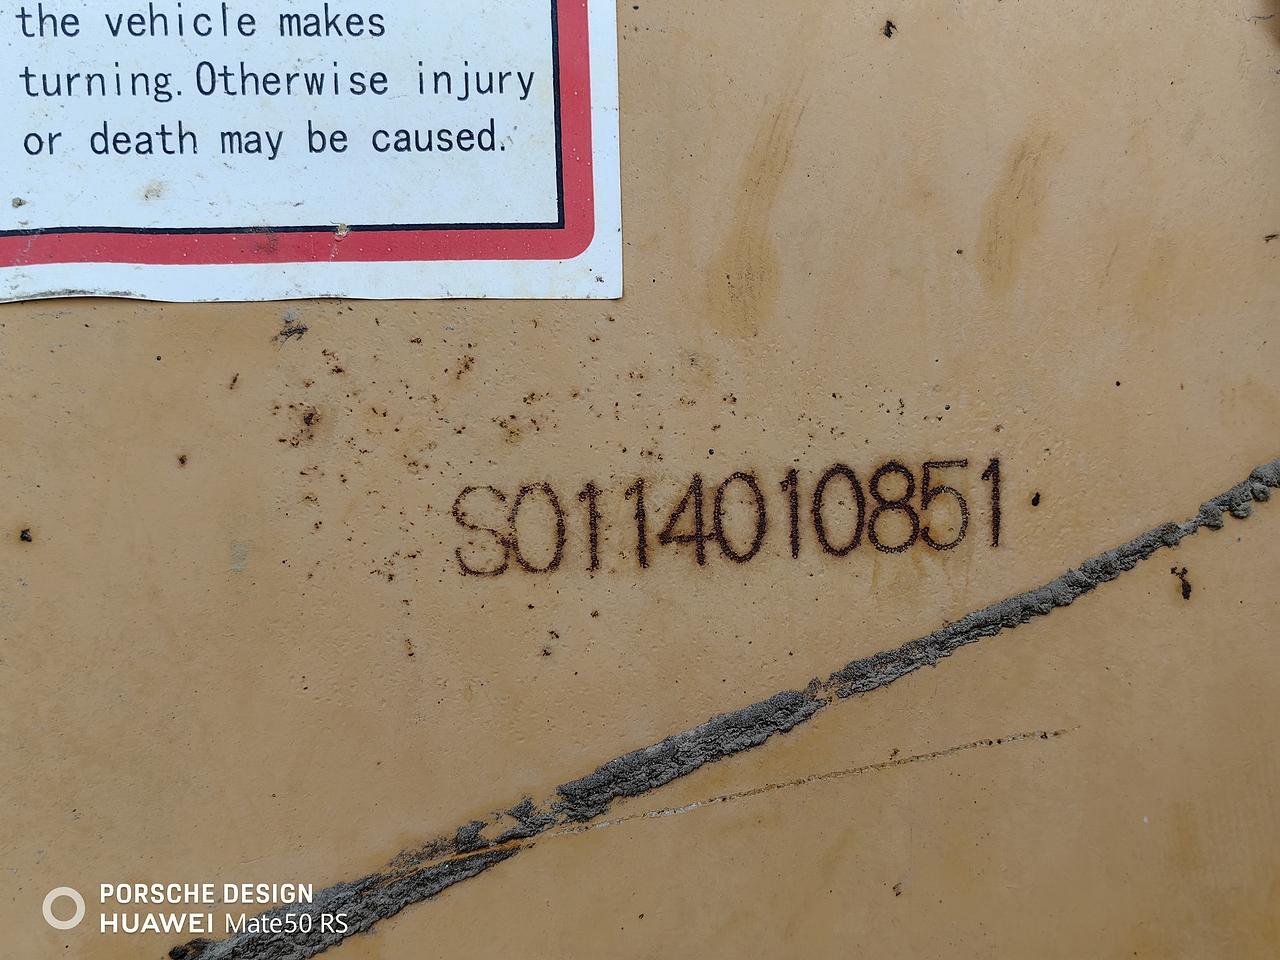 the vehicle makes
turning. Otherwise injury
or death may be caused.
S0114010851
PORSCHE DESIGN
HUAWEI Mate50 RS